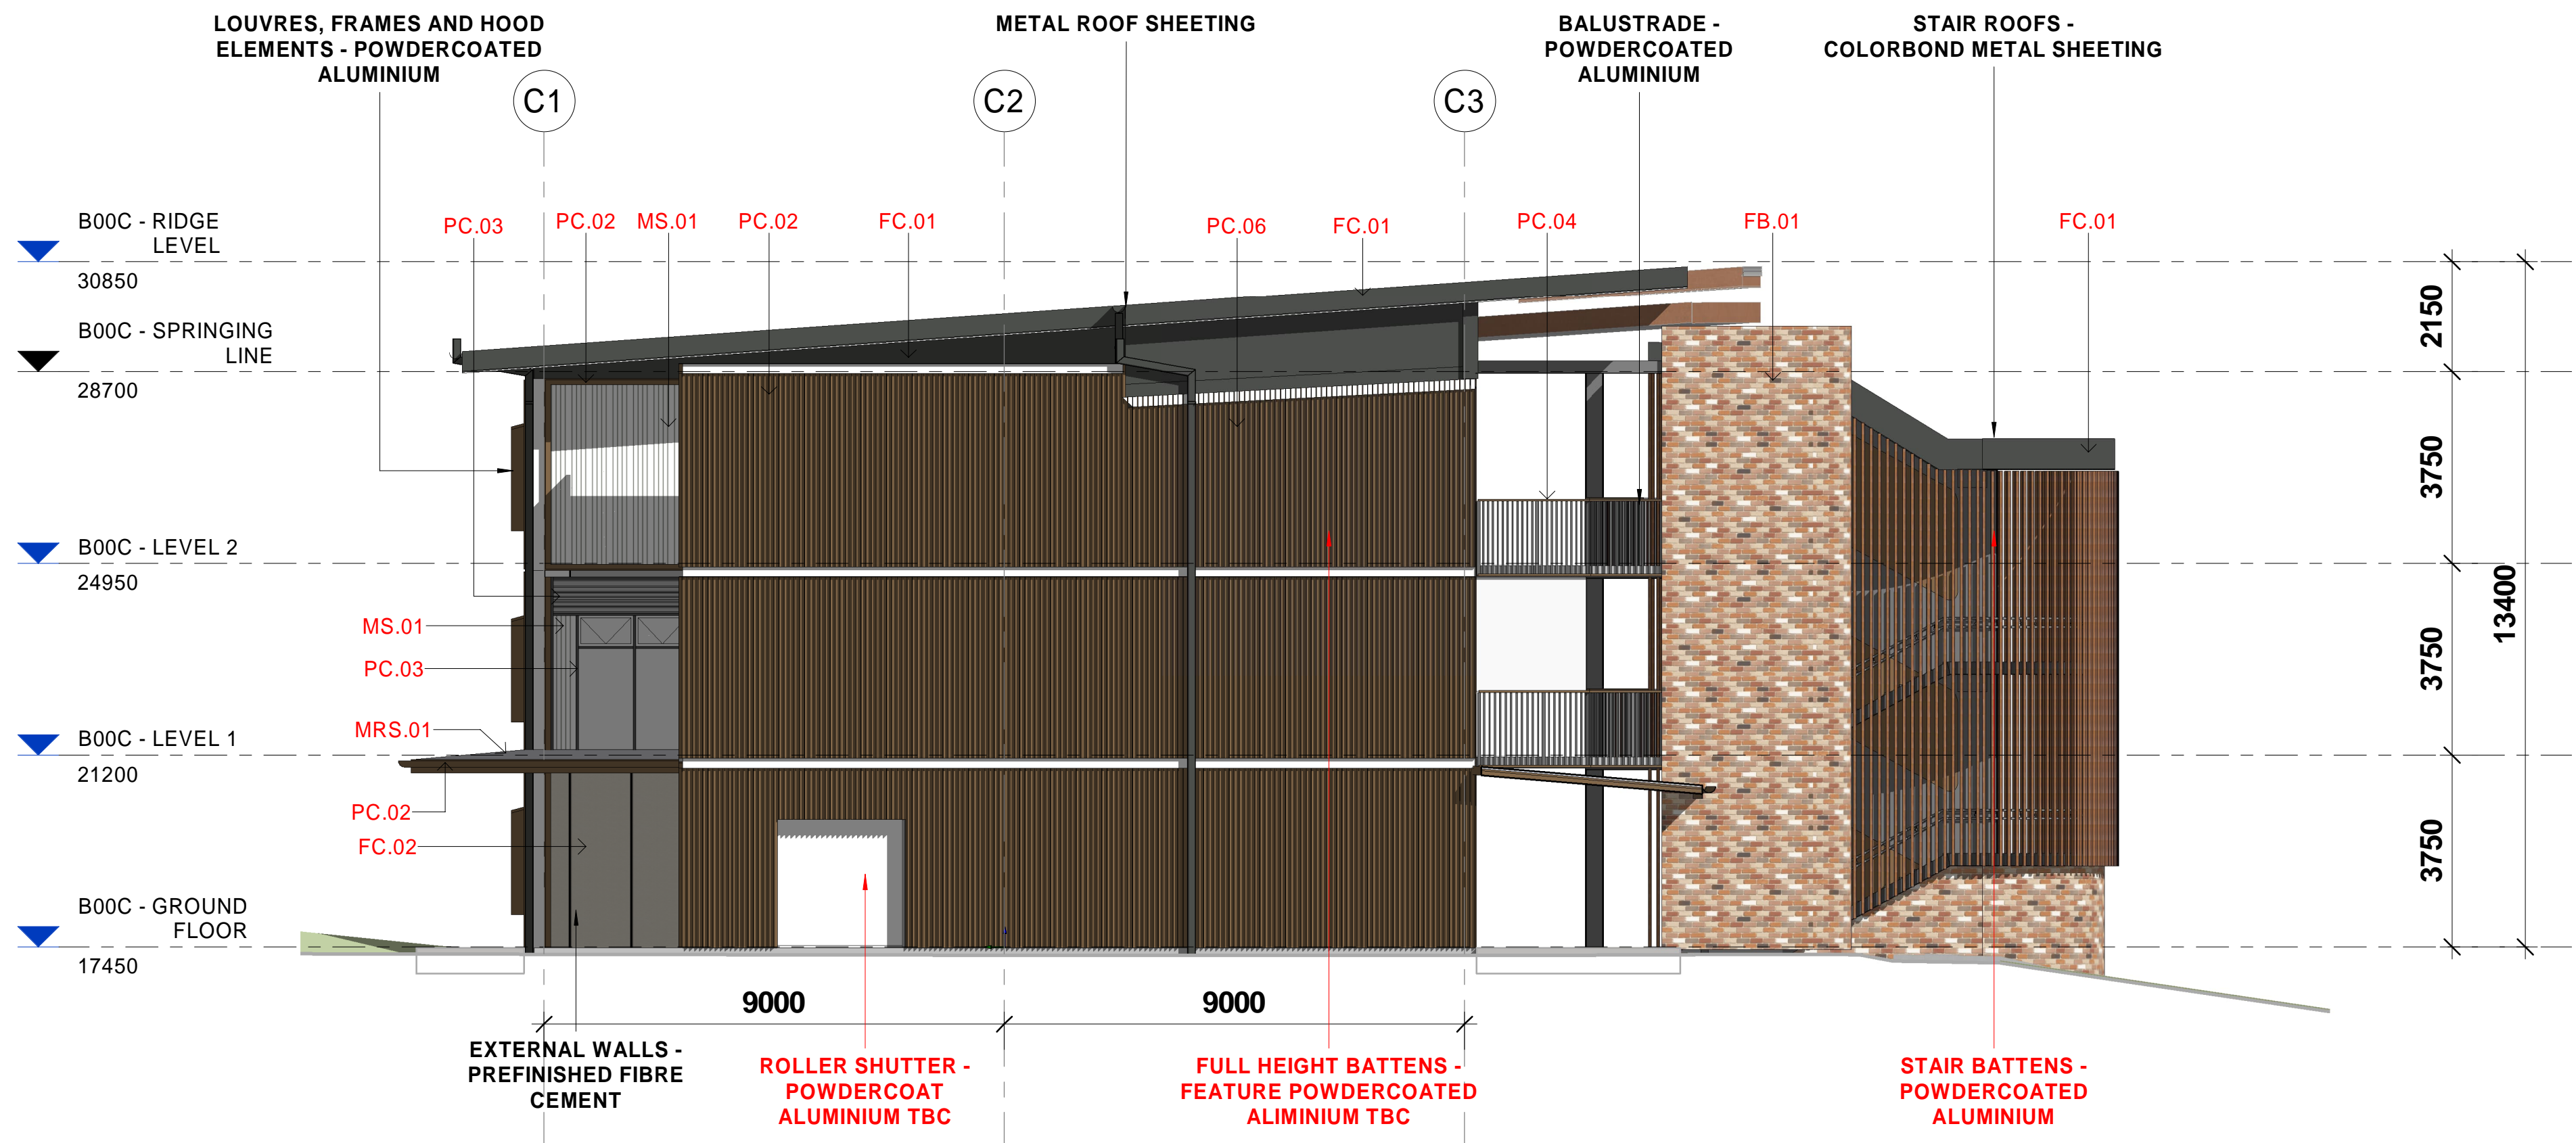 LOUVRES, FRAMES AND HOOD
ELEMENTS - POWDERCOATED
ALUMINIUM
METAL ROOF SHEETING
BALUSTRADE -
POWDERCOATED
ALUMINIUM
STAIR ROOFS -
COLORBOND METAL SHEETING
C1
C2
C3
B00C - RIDGE
LEVEL
30850
PC.03
PC.02
MS.01
PC.02
FC.01
PC.06
FC.01
PC.04
FB.01
FC.01
B00C - SPRINGING
LINE
28700
B00C - LEVEL 2
24950
MS.01
PC.03
MRS.01
B00C - LEVEL 1
21200
PC.02
FC.02
B00C - GROUND
FLOOR
17450
2150
3750
3750
3750
13400
9000
9000
EXTERNAL WALLS -
PREFINISHED FIBRE
CEMENT
ROLLER SHUTTER -
POWDERCOAT
ALUMINIUM TBC
FULL HEIGHT BATTENS -
FEATURE POWDERCOATED
ALIMINIUM TBC
STAIR BATTENS -
POWDERCOATED
ALUMINIUM